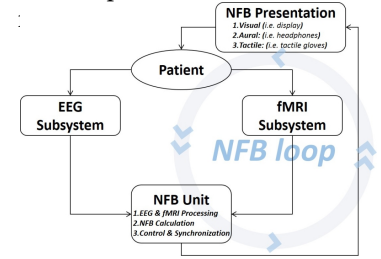 NFB Presentation
1.Visual (i.e. display)
2.Aural: (i.e. headphones)
3.Tactile: (i.e. tactile gloves)
Patient
EEG
Subsystem
fMRI
Subsystem
NFB loop
NFB Unit
1.EEG & fMRI Processing
2.NFB Calculation
3.Control & Synchronization